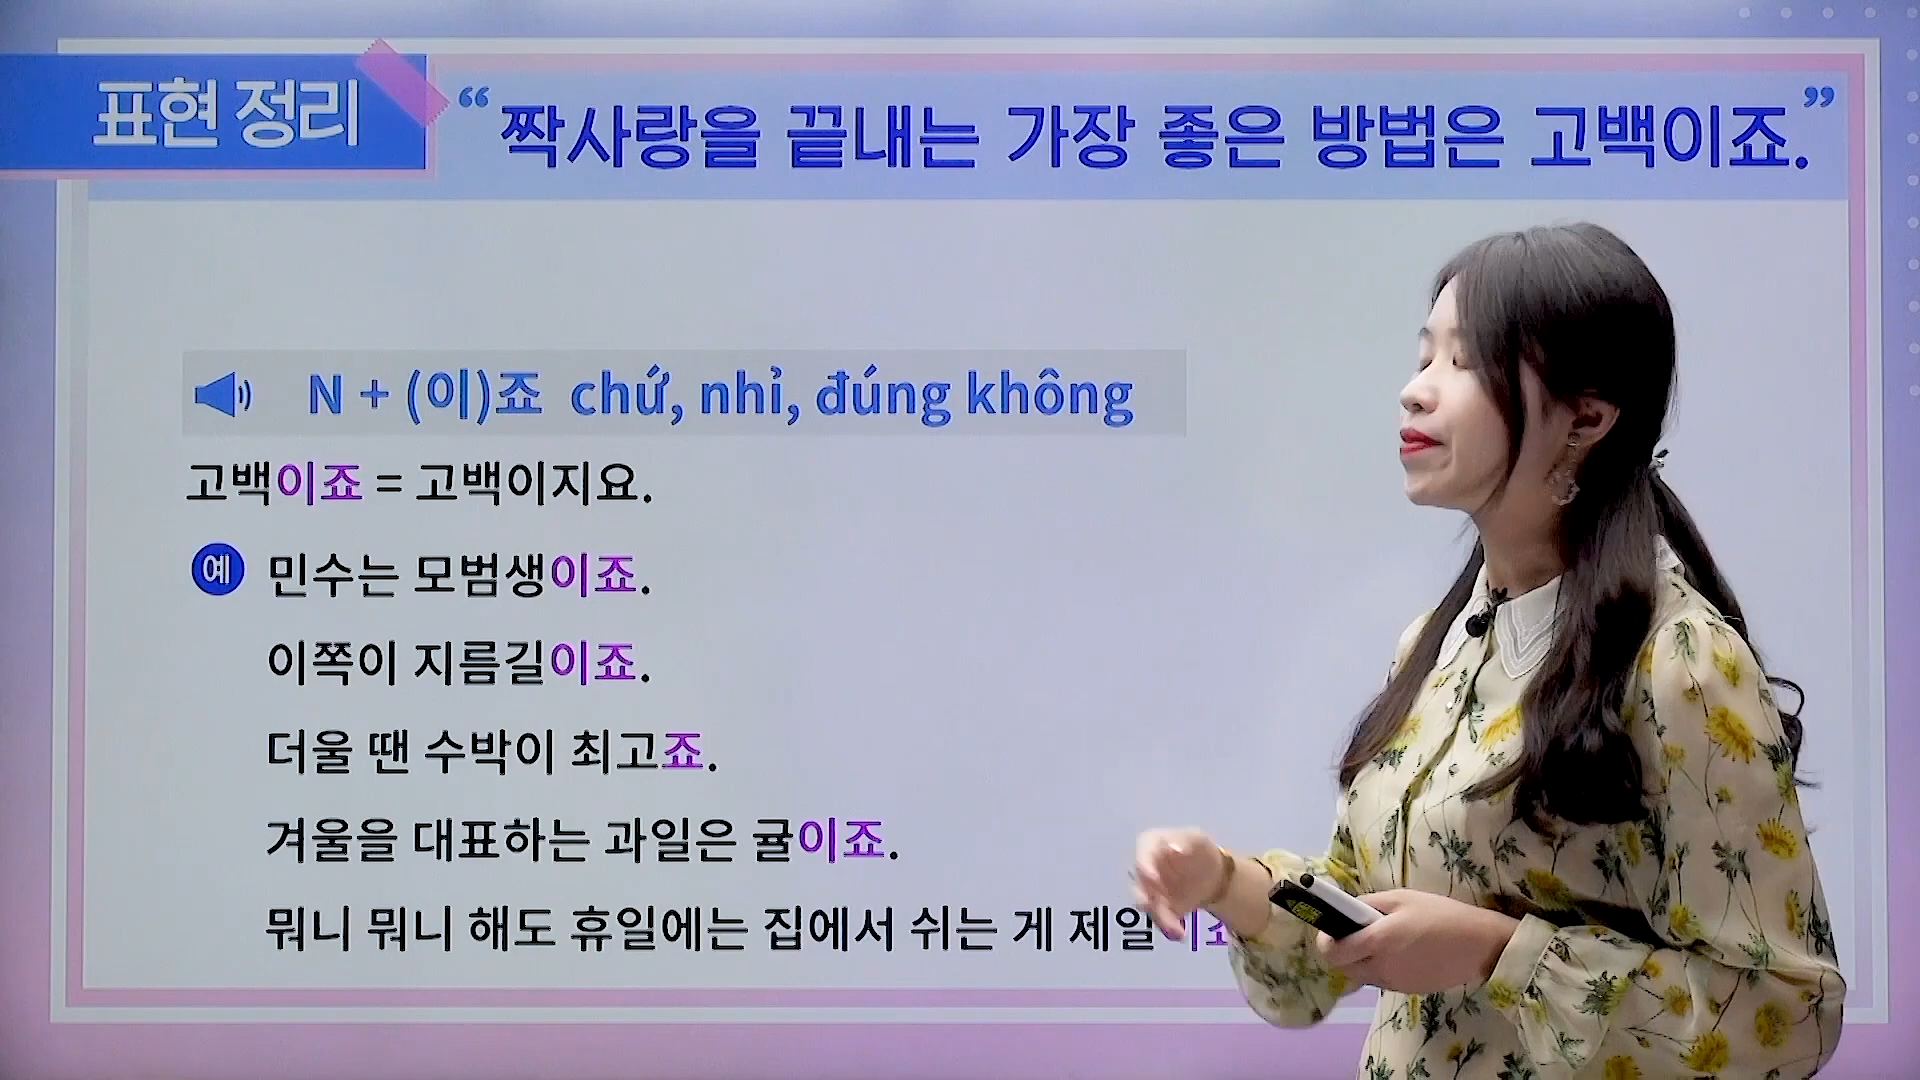 표현 정리
“짝사랑을 끝내는 가장 좋은 방법은 고백이죠.”
N + (이)죠 chứ, nhỉ, đúng không
고백이죠 = 고백이지요.
예 민수는 모범생이죠.
이쪽이 지름길이죠.
더울 땐 수박이 최고죠.
겨울을 대표하는 과일은 귤이죠.
뭐니 뭐니 해도 휴일에는 집에서 쉬는 게 제일이죠